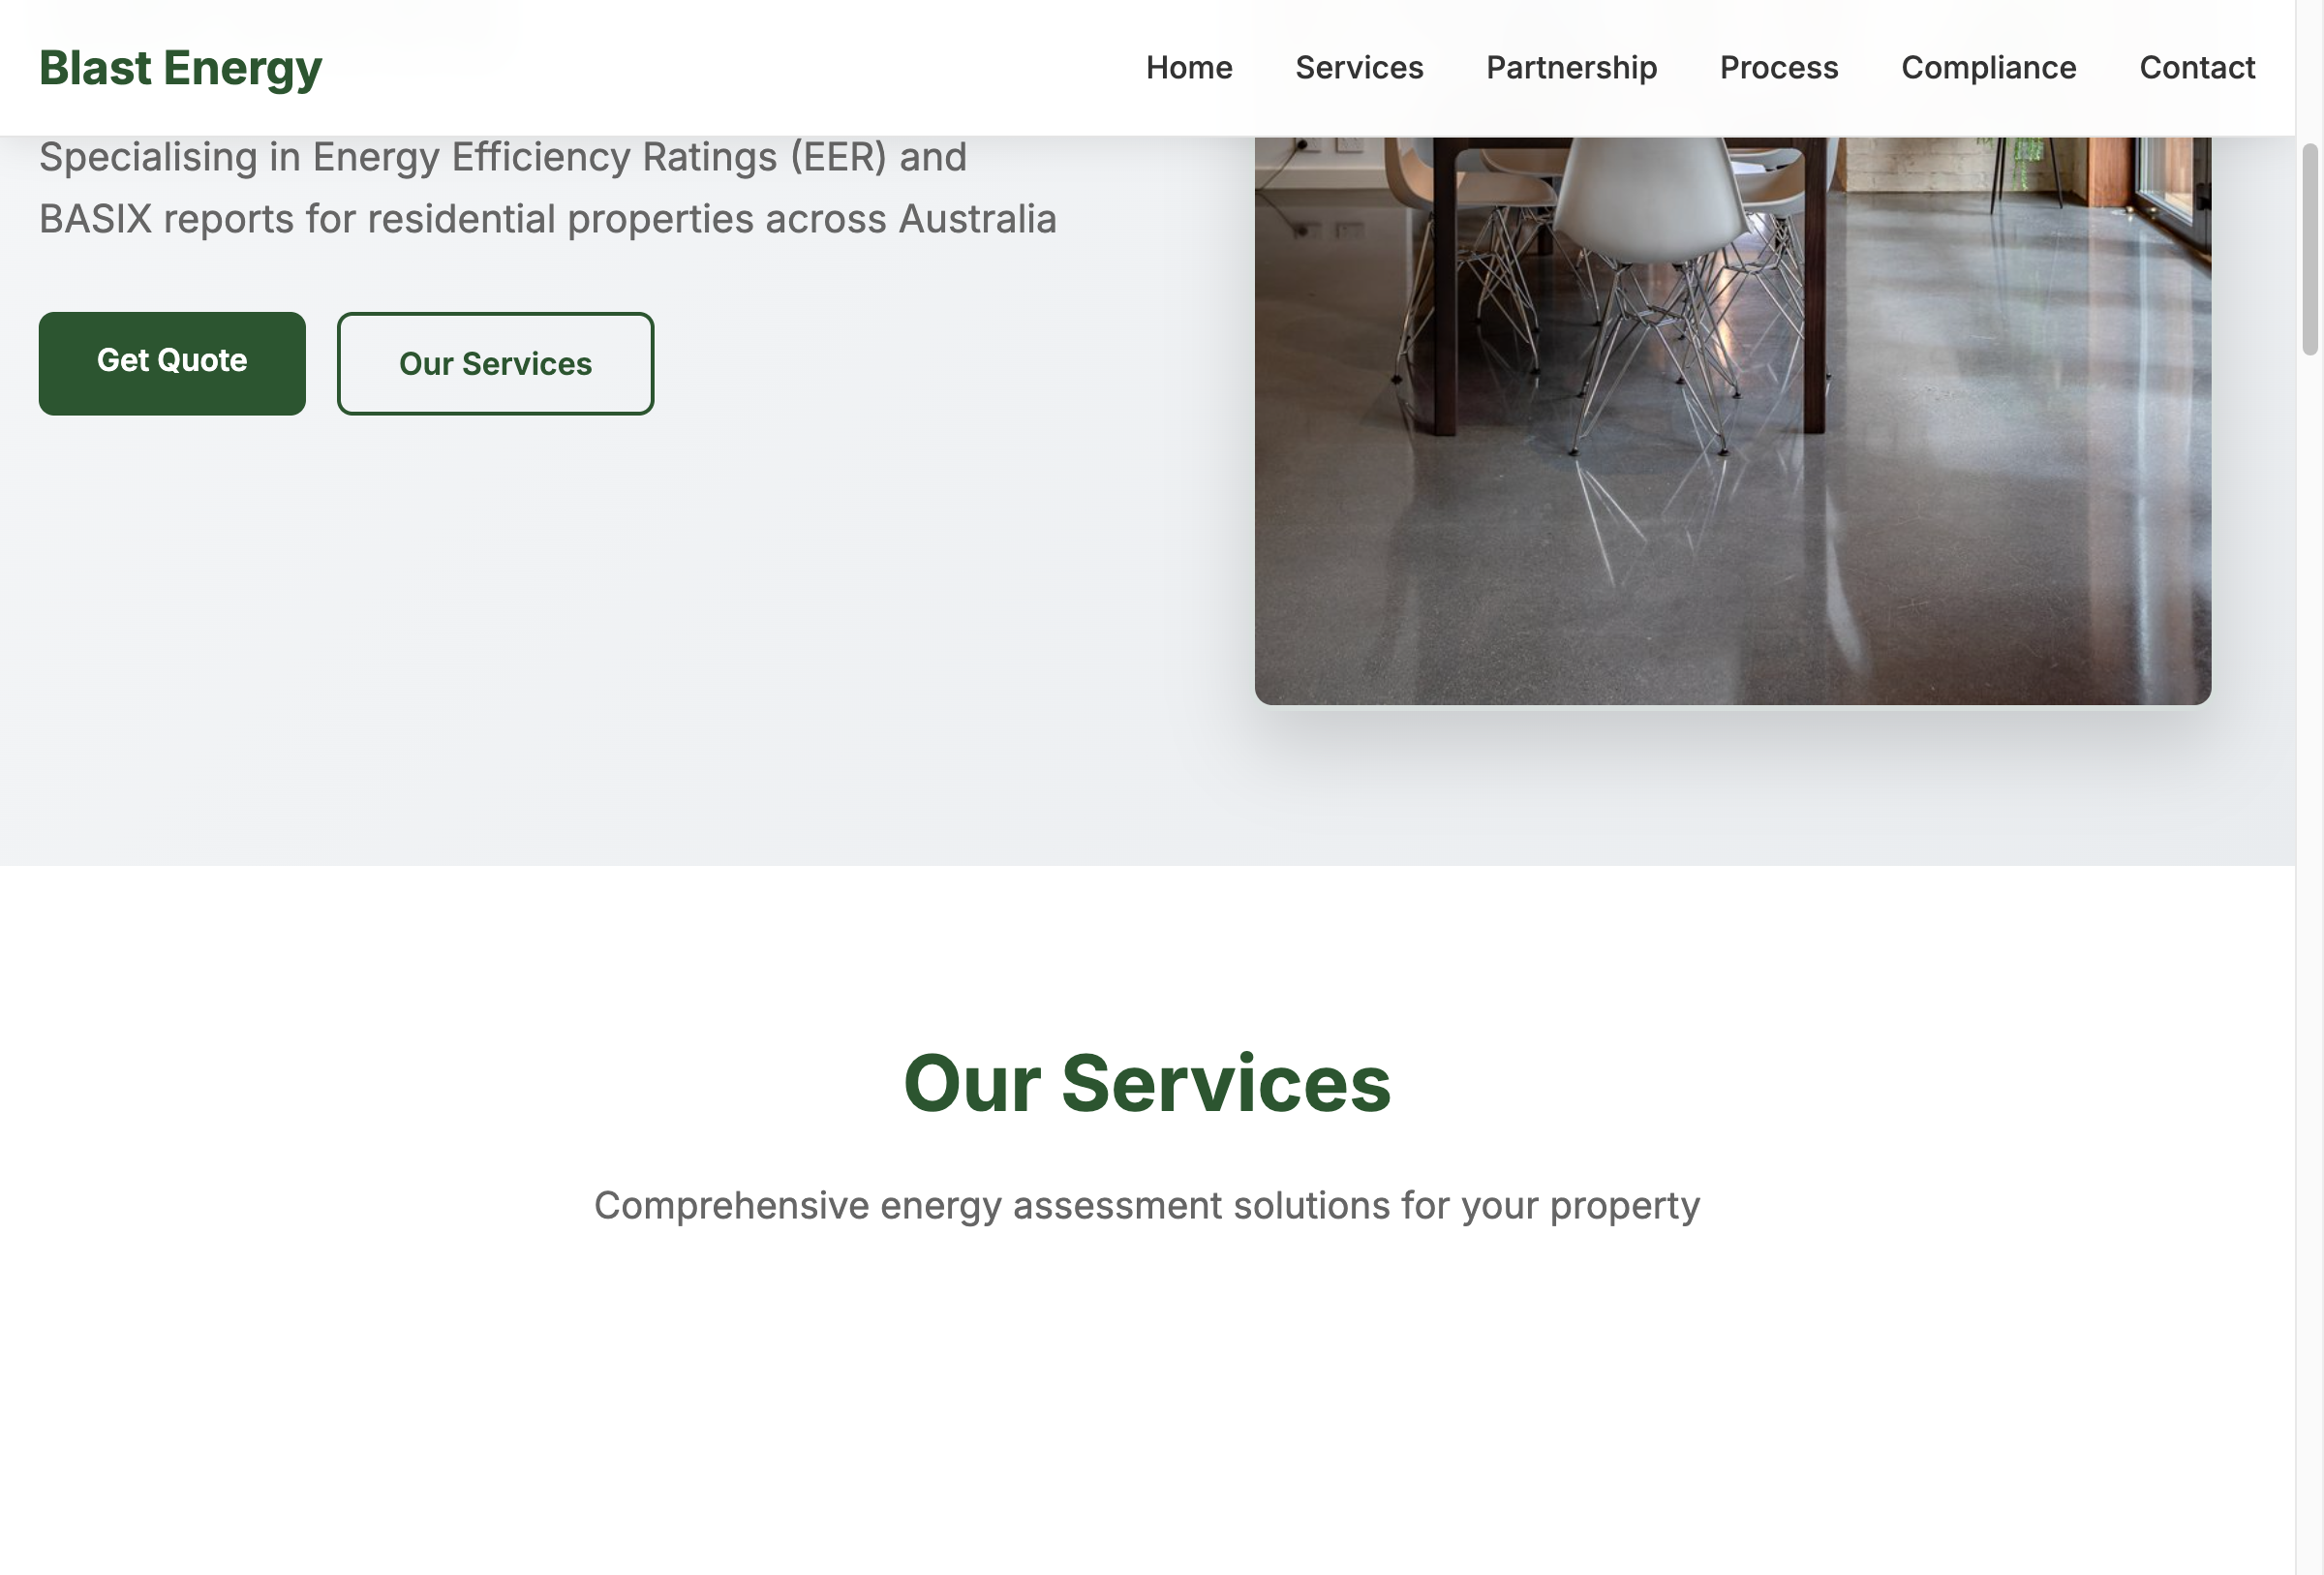 Blast Energy
Home Services Partnership Process Compliance Contact
Specialising in Energy Efficiency Ratings (EER) and
BASIX reports for residential properties across Australia
Get Quote
Our Services
Our Services
Comprehensive energy assessment solutions for your property